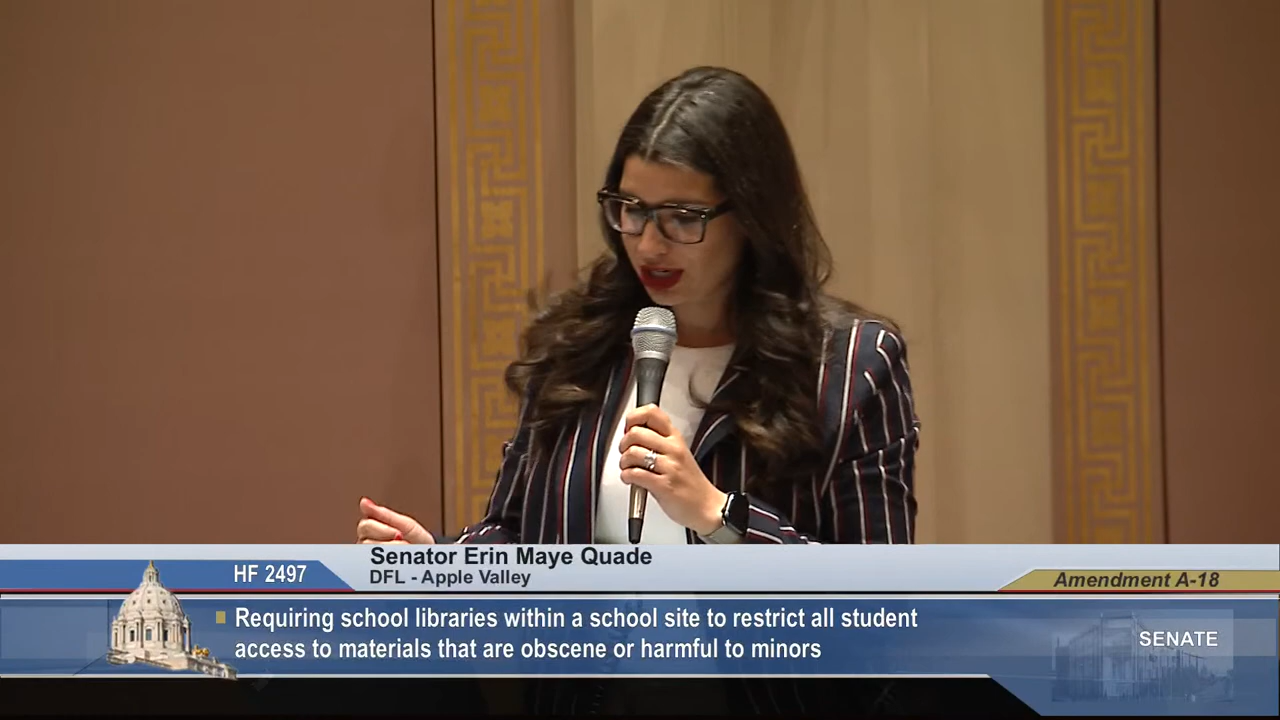 Senator Erin Maye Quade
HF 2497
DFL - Apple Valley
Amendment A-18
Requiring school libraries within a school site to restrict all student
access to materials that are obscene or harmful to minors
SENATE